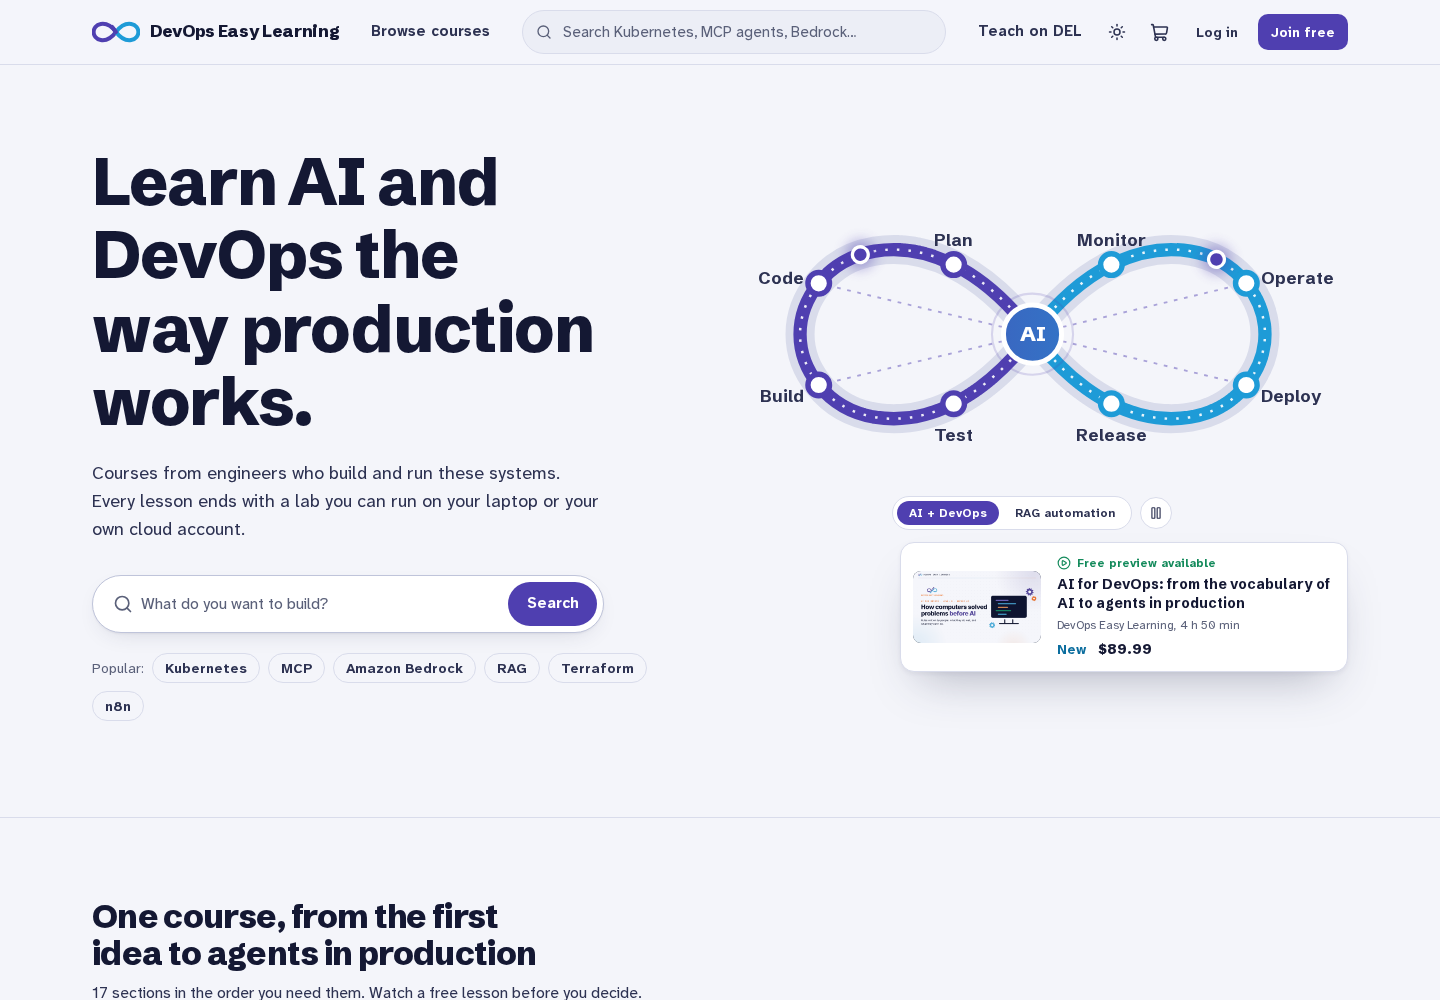 DevOps Easy Learning
Browse courses
Search Kubernetes, MCP agents, Bedrock...
Teach on DEL
Log in
Join free
Learn AI and
DevOps the
way production
works.
Courses from engineers who build and run these systems.
Every lesson ends with a lab you can run on your laptop or your
own cloud account.
What do you want to build?
Search
Popular:
Kubernetes
MCP
Amazon Bedrock
RAG
Terraform
n8n
Plan
Monitor
Code
Operate
AI
Build
Deploy
Test
Release
AI + DevOps
RAG automation
Free preview available
AI for DevOps: from the vocabulary of
AI to agents in production
DevOps Easy Learning, 4 h 50 min
New $89.99
How computers solved
problems before AI
One course, from the first
idea to agents in production
17 sections in the order you need them. Watch a free lesson before you decide.